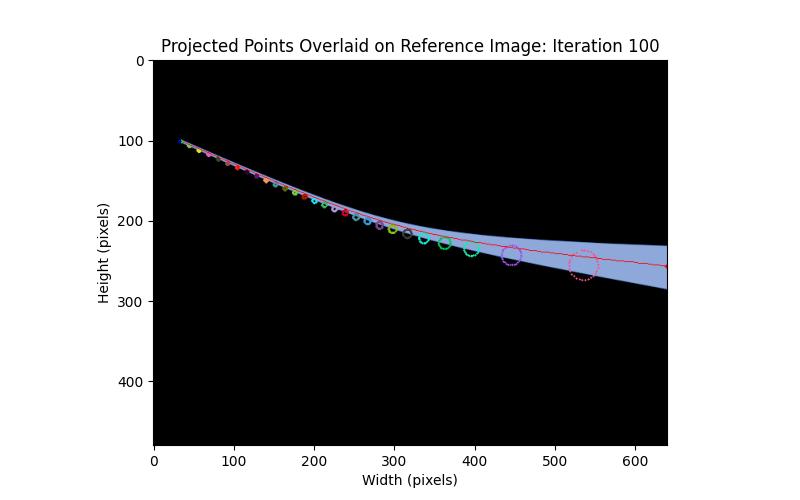 Projected Points Overlaid on Reference Image: Iteration 100
0
100
200
300
400
Height (pixels)
0 100 200 300 400 500 600
Width (pixels)